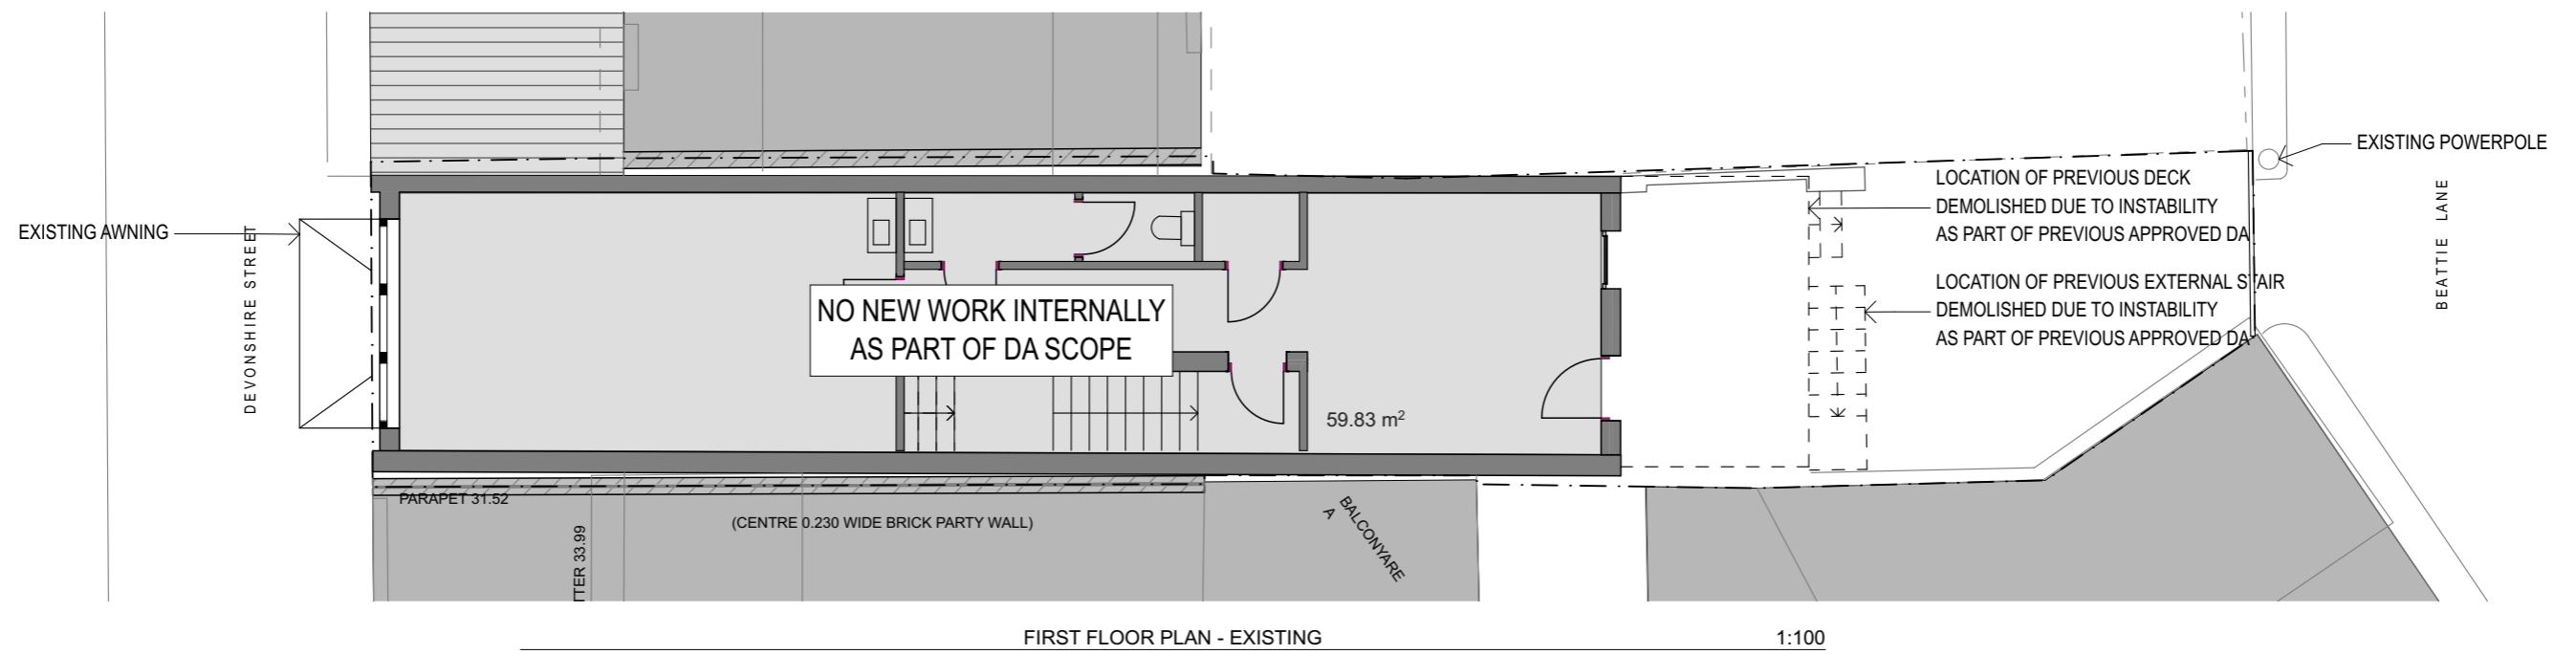 EXISTING POWERPOLE
LOCATION OF PREVIOUS DECK
DEMOLISHED DUE TO INSTABILITY
AS PART OF PREVIOUS APPROVED DA
EXISTING AWNING
DEVONSHIRE STREET
BEATTIE LANE
LOCATION OF PREVIOUS EXTERNAL STAIR
DEMOLISHED DUE TO INSTABILITY
AS PART OF PREVIOUS APPROVED DA
NO NEW WORK INTERNALLY
AS PART OF DA SCOPE
59.83 m²
PARAPET 31.52
(CENTRE 0.230 WIDE BRICK PARTY WALL)
TTER 33.99
BALCONYARE
A
FIRST FLOOR PLAN - EXISTING
1:100